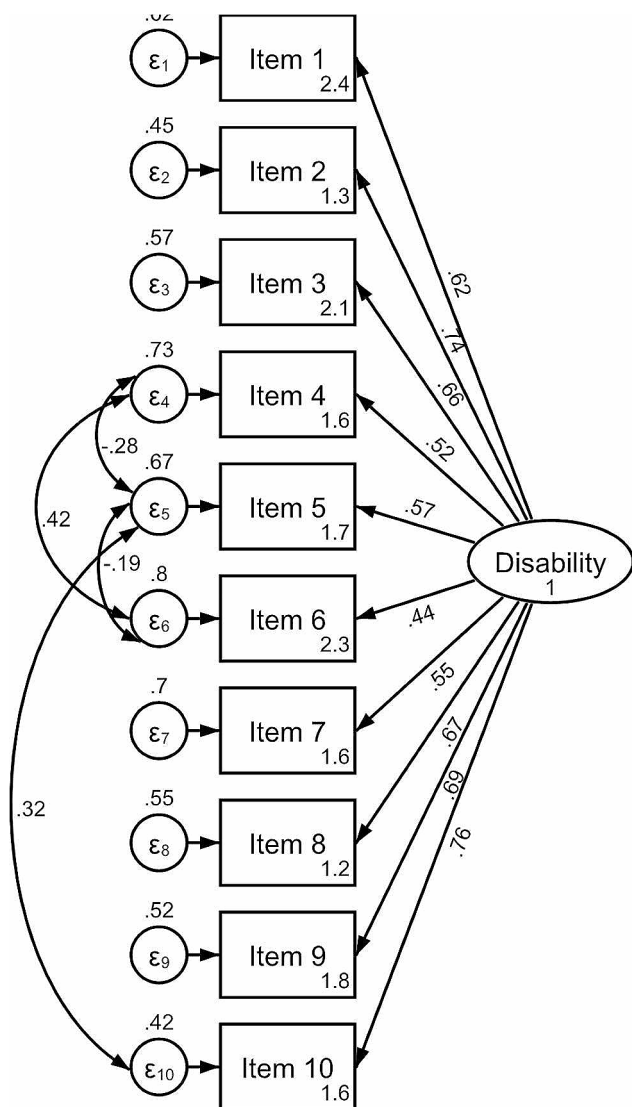 ε1
Item 1
2.4
.45
ε2
Item 2
1.3
.57
ε3
Item 3
2.1
.73
ε4
Item 4
1.6
.67
ε5
Item 5
1.7
.8
ε6
Item 6
2.3
.7
ε7
Item 7
1.6
.55
ε8
Item 8
1.2
.52
ε9
Item 9
1.8
.42
ε10
Item 10
1.6
-.28
.42
-.19
.32
.62
.74
.66
.52
.57
.44
.55
.67
.69
.76
Disability
1